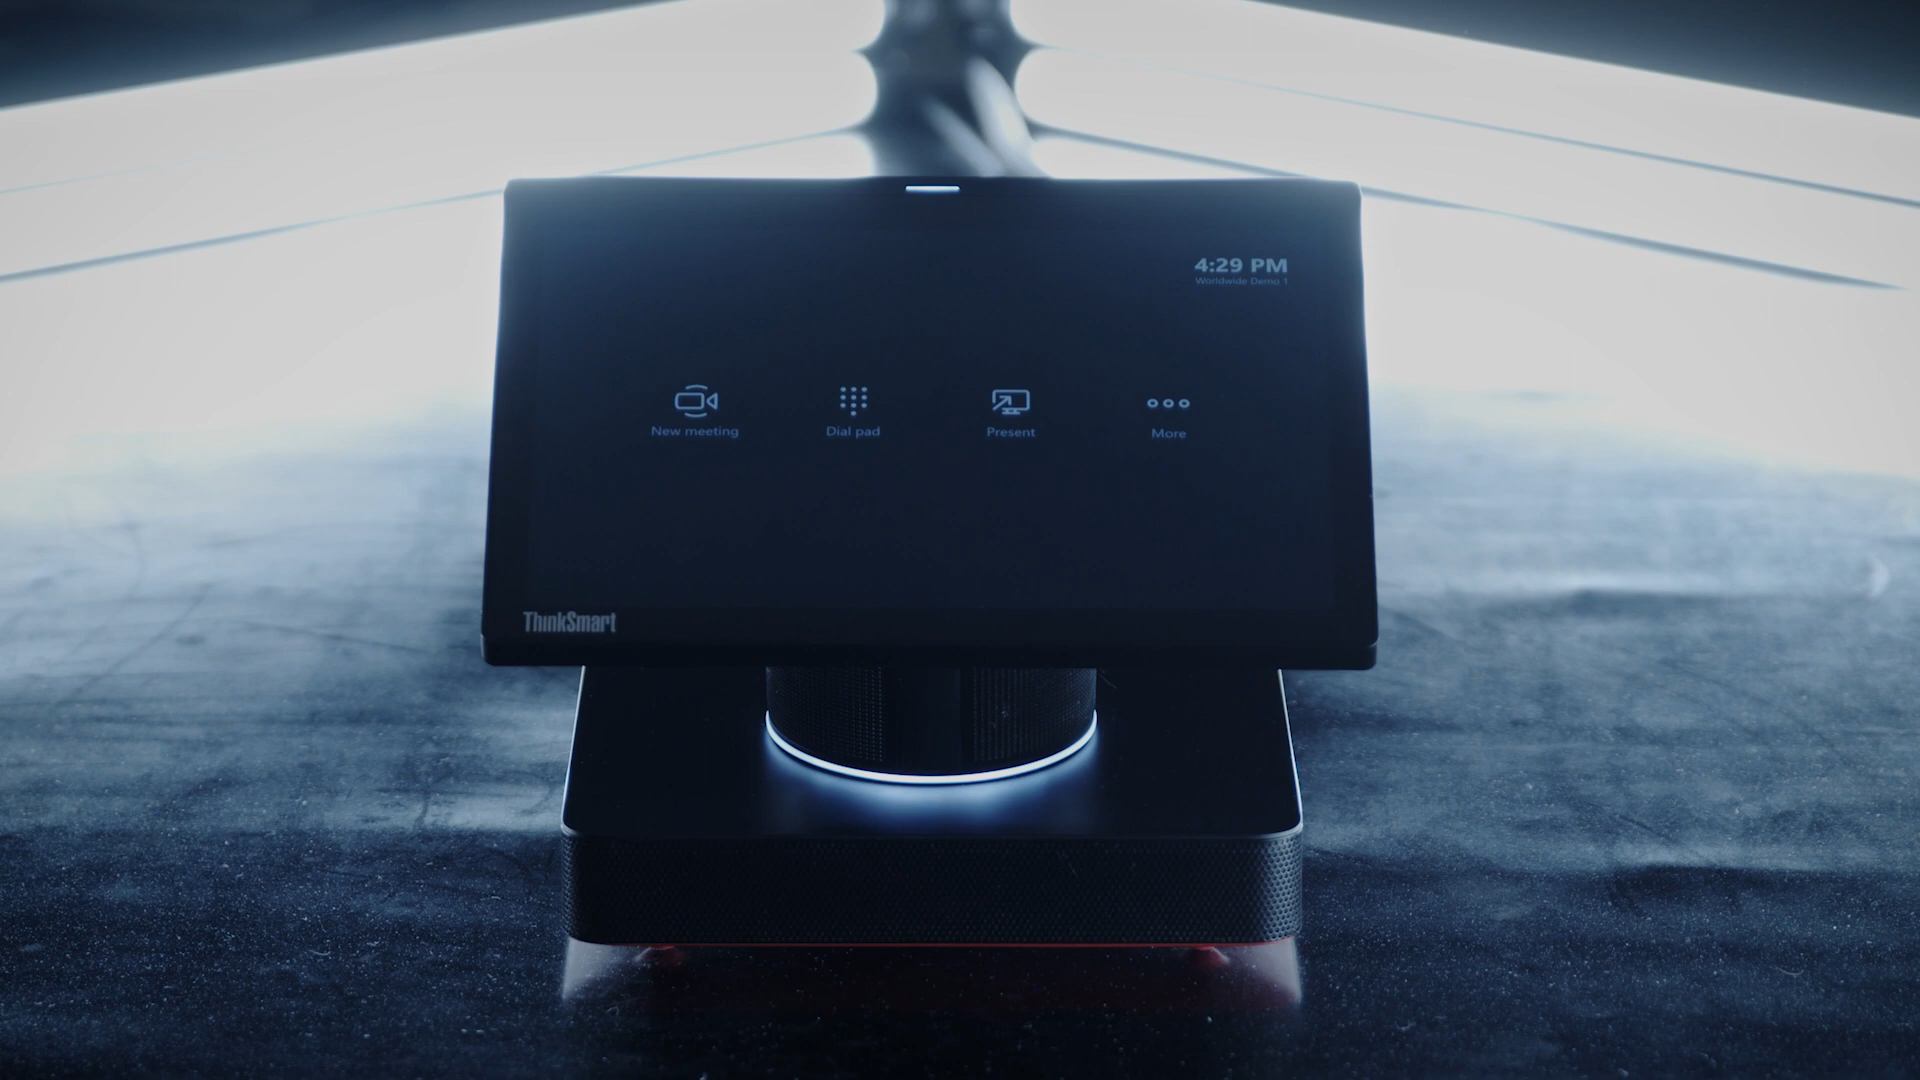 4:29 PM
Worldwide Demo 1
New meeting
Dial pad
Present
More
ThinkSmart